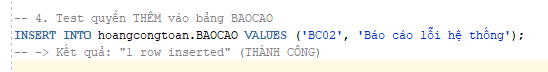 -- 4. Test quyền THÊM vào bảng BAOCAO
INSERT INTO hoangcongtoan.BAOCAO VALUES ('BC02', 'Báo cáo lỗi hệ thống');
-- -> Kết quả: "1 row inserted" (THÀNH CÔNG)